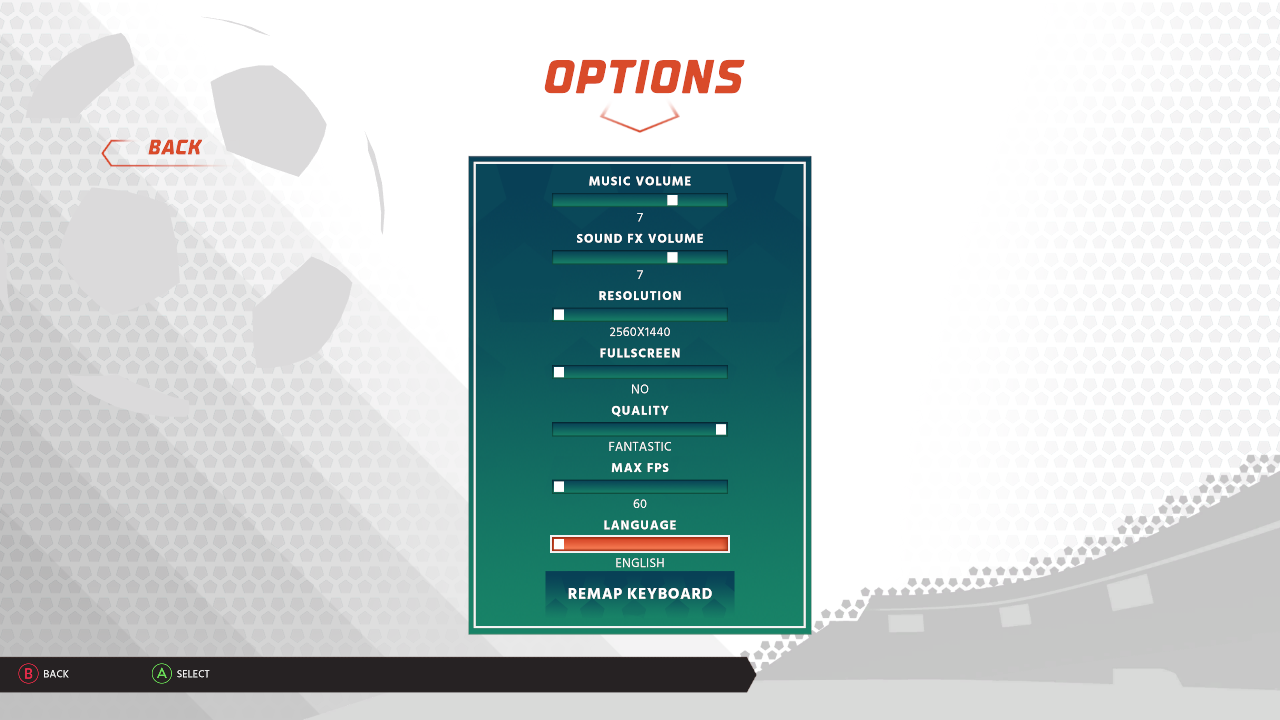 OPTIONS
BACK
MUSIC VOLUME
7
SOUND FX VOLUME
7
RESOLUTION
2560X1440
FULLSCREEN
NO
QUALITY
FANTASTIC
MAX FPS
60
LANGUAGE
ENGLISH
REMAP KEYBOARD
B BACK A SELECT